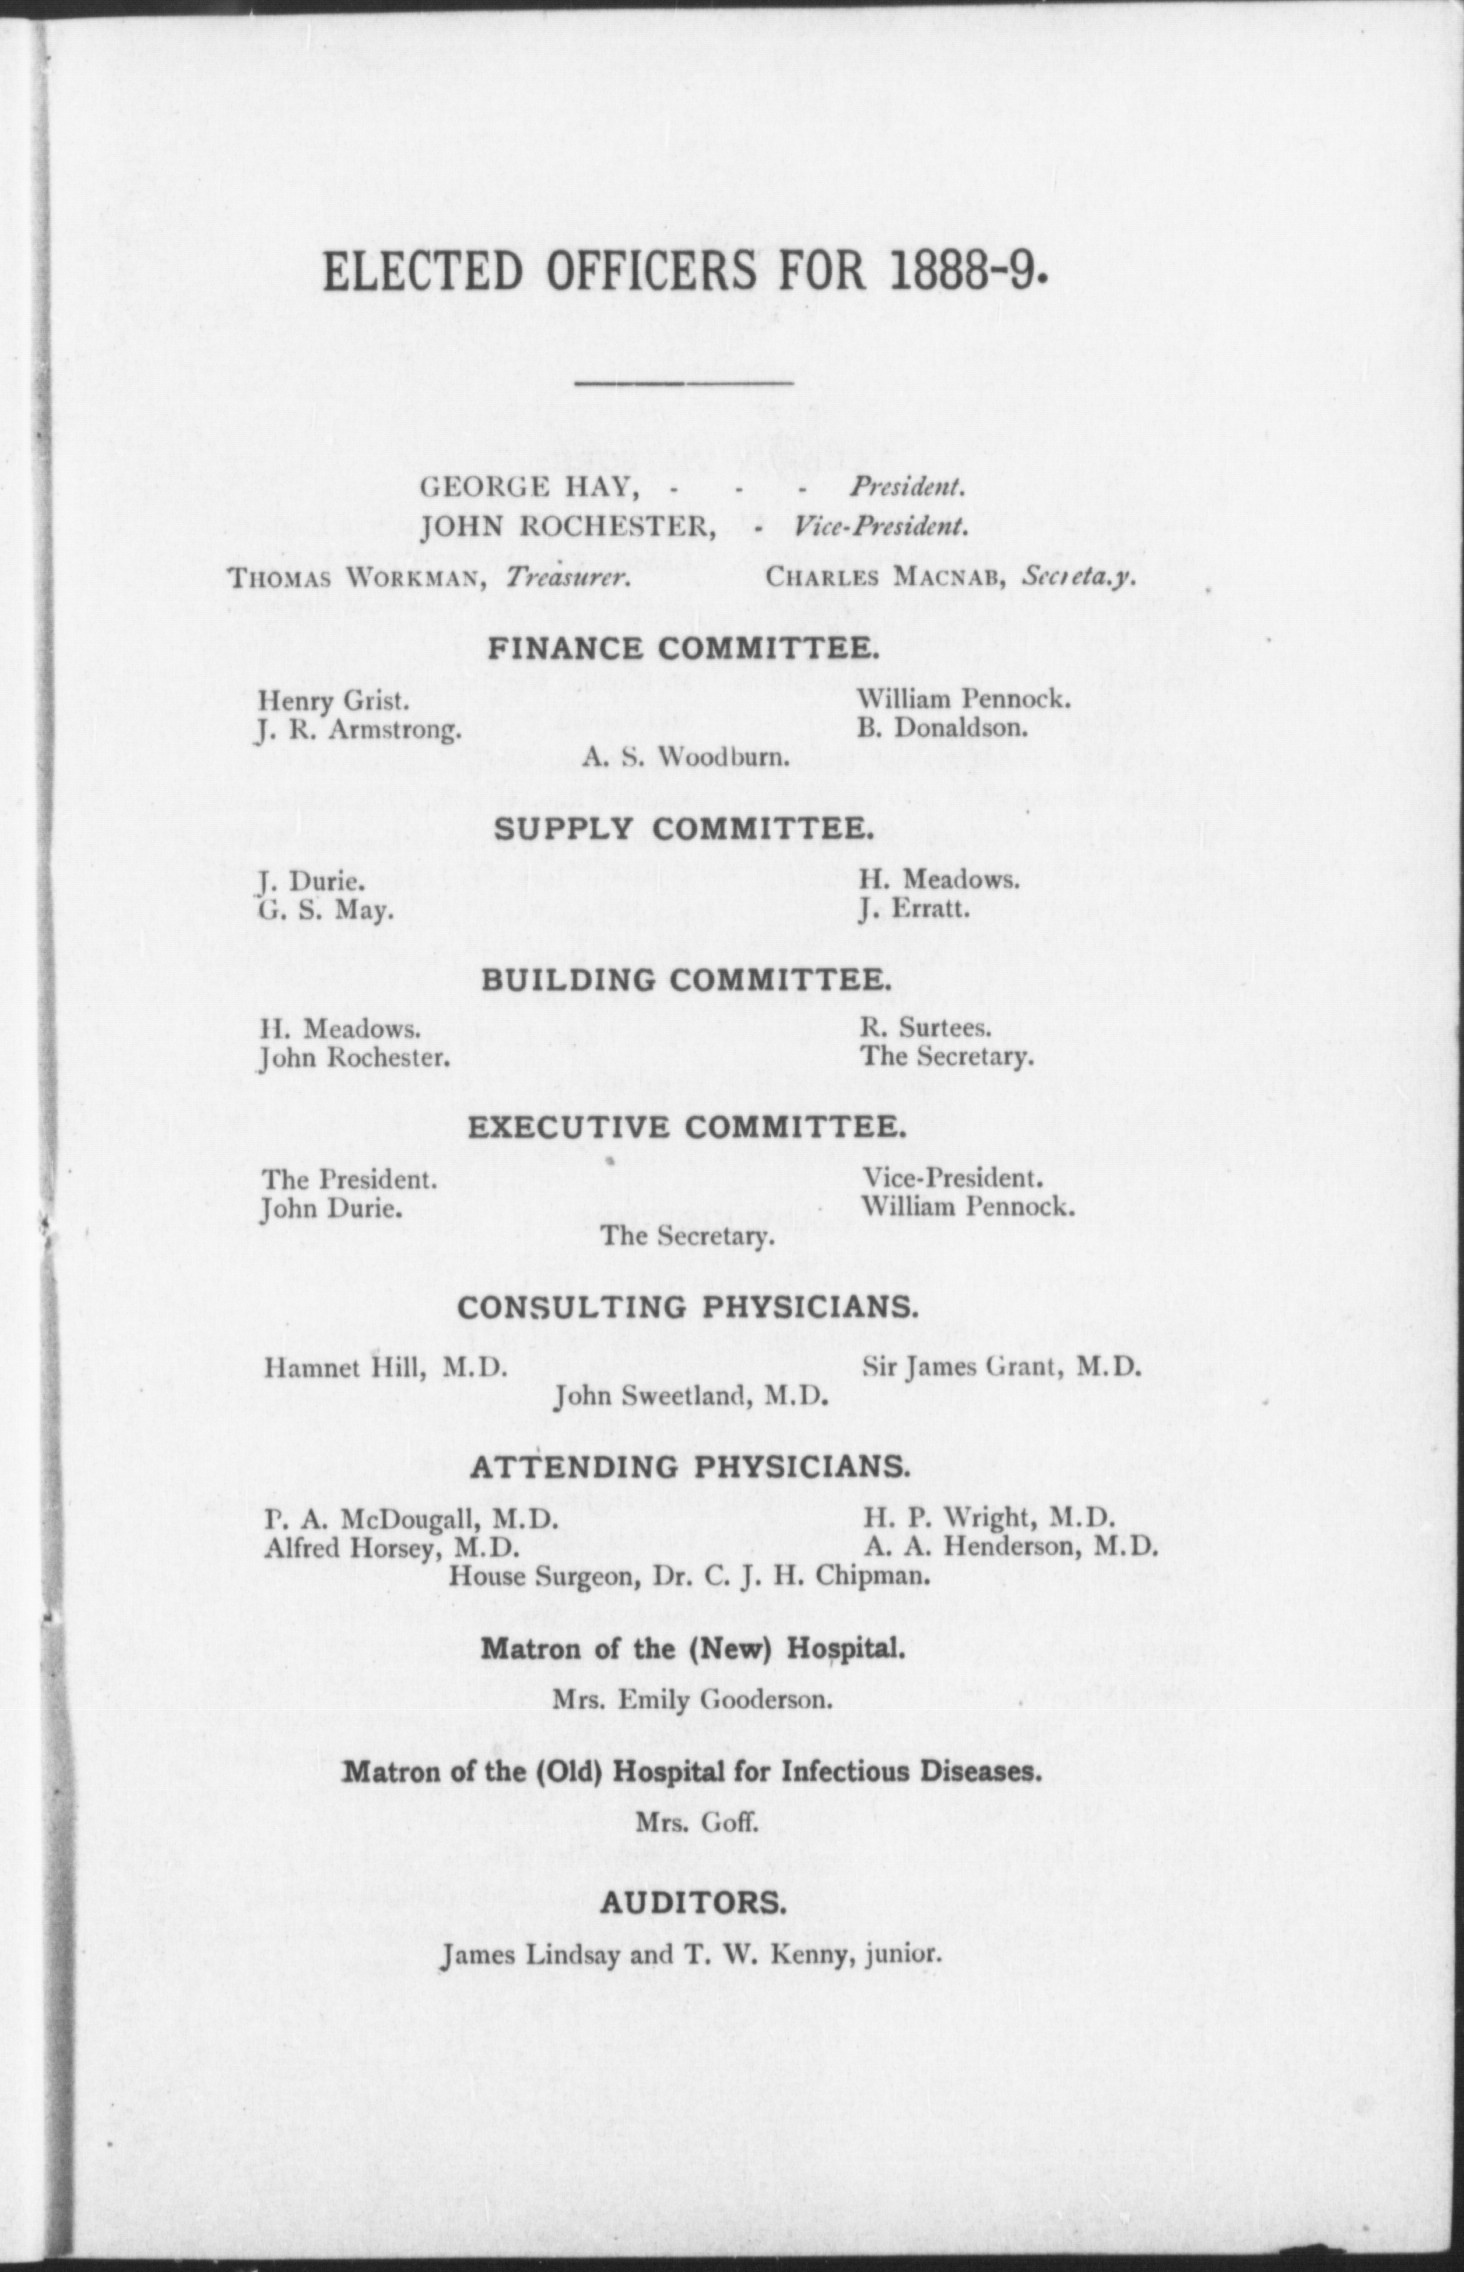 ELECTED OFFICERS FOR 1888-9.
GEORGE HAY, - - - President.
JOHN ROCHESTER, - Vice-President.
THOMAS WORKMAN, Treasurer. CHARLES MACNAB, Secretary.
FINANCE COMMITTEE.
Henry Grist. William Pennock.
J. R. Armstrong. B. Donaldson.
A. S. Woodburn.
SUPPLY COMMITTEE.
J. Durie. H. Meadows.
G. S. May. J. Erratt.
BUILDING COMMITTEE.
H. Meadows. R. Surtees.
John Rochester. The Secretary.
EXECUTIVE COMMITTEE.
The President. Vice-President.
John Durie. William Pennock.
The Secretary.
CONSULTING PHYSICIANS.
Hamnet Hill, M.D. Sir James Grant, M.D.
John Sweetland, M.D.
ATTENDING PHYSICIANS.
P. A. McDougall, M.D. H. P. Wright, M.D.
Alfred Horsey, M.D. A. A. Henderson, M.D.
House Surgeon, Dr. C. J. H. Chipman.
Matron of the (New) Hospital.
Mrs. Emily Gooderson.
Matron of the (Old) Hospital for Infectious Diseases.
Mrs. Goff.
AUDITORS.
James Lindsay and T. W. Kenny, junior.